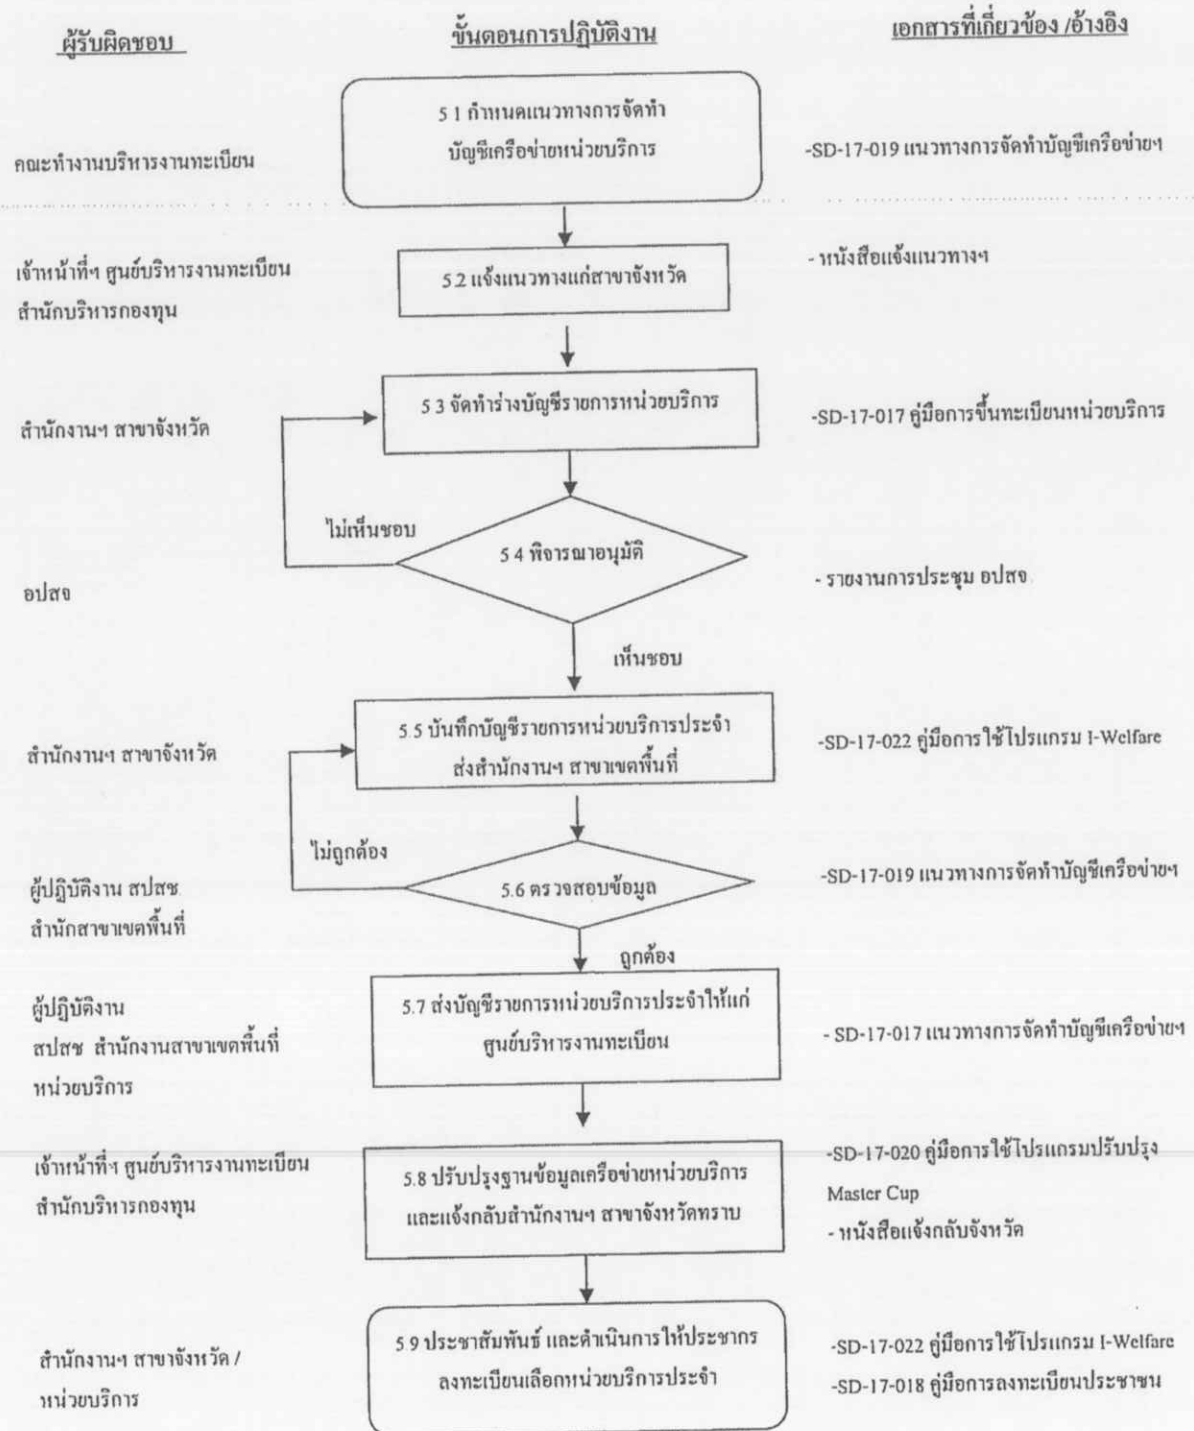 ผู้รับผิดชอบ
ขั้นตอนการปฏิบัติงาน
เอกสารที่เกี่ยวข้อง /อ้างอิง
คณะทำงานบริหารงานทะเบียน
5 1 กำหนดแนวทางการจัดทำ
บัญชีเครือข่ายหน่วยบริการ
-SD-17-019 แนวทางการจัดทำบัญชีเครือข่ายฯ
เจ้าหน้าที่ฯ ศูนย์บริหารงานทะเบียน
สำนักบริหารกองทุน
5.2 แจ้งแนวทางแก่สาขาจังหวัด
- หนังสือแจ้งแนวทางฯ
สำนักงานฯ สาขาจังหวัด
5 3 จัดทำร่างบัญชีรายการหน่วยบริการ
-SD-17-017 คู่มือการขึ้นทะเบียนหน่วยบริการ
ไม่เห็นชอบ
อปสจ
5 4 พิจารณาอนุมัติ
- รายงานการประชุม อปสจ
เห็นชอบ
สำนักงานฯ สาขาจังหวัด
5.5 บันทึกบัญชีรายการหน่วยบริการประจำ
ส่งสำนักงานฯ สาขาเขตพื้นที่
-SD-17-022 คู่มือการใช้โปรแกรม I-Welfare
ไม่ถูกต้อง
ผู้ปฏิบัติงาน สปสช.
สำนักสาขาเขตพื้นที่
5.6 ตรวจสอบข้อมูล
-SD-17-019 แนวทางการจัดทำบัญชีเครือข่ายฯ
ถูกต้อง
ผู้ปฏิบัติงาน
สปสช สำนักงานสาขาเขตพื้นที่
หน่วยบริการ
5.7 ส่งบัญชีรายการหน่วยบริการประจำให้แก่
ศูนย์บริหารงานทะเบียน
- SD-17-017 แนวทางการจัดทำบัญชีเครือข่ายฯ
เจ้าหน้าที่ฯ ศูนย์บริหารงานทะเบียน
สำนักบริหารกองทุน
5.8 ปรับปรุงฐานข้อมูลเครือข่ายหน่วยบริการ
และแจ้งกลับสำนักงานฯ สาขาจังหวัดทราบ
-SD-17-020 คู่มือการใช้โปรแกรมปรับปรุง
Master Cup
- หนังสือแจ้งกลับจังหวัด
สำนักงานฯ สาขาจังหวัด /
หน่วยบริการ
5 9 ประชาสัมพันธ์ และดำเนินการให้ประชากร
ลงทะเบียนเลือกหน่วยบริการประจำ
-SD-17-022 คู่มือการใช้โปรแกรม I-Welfare
-SD-17-018 คู่มือการลงทะเบียนประชาชน